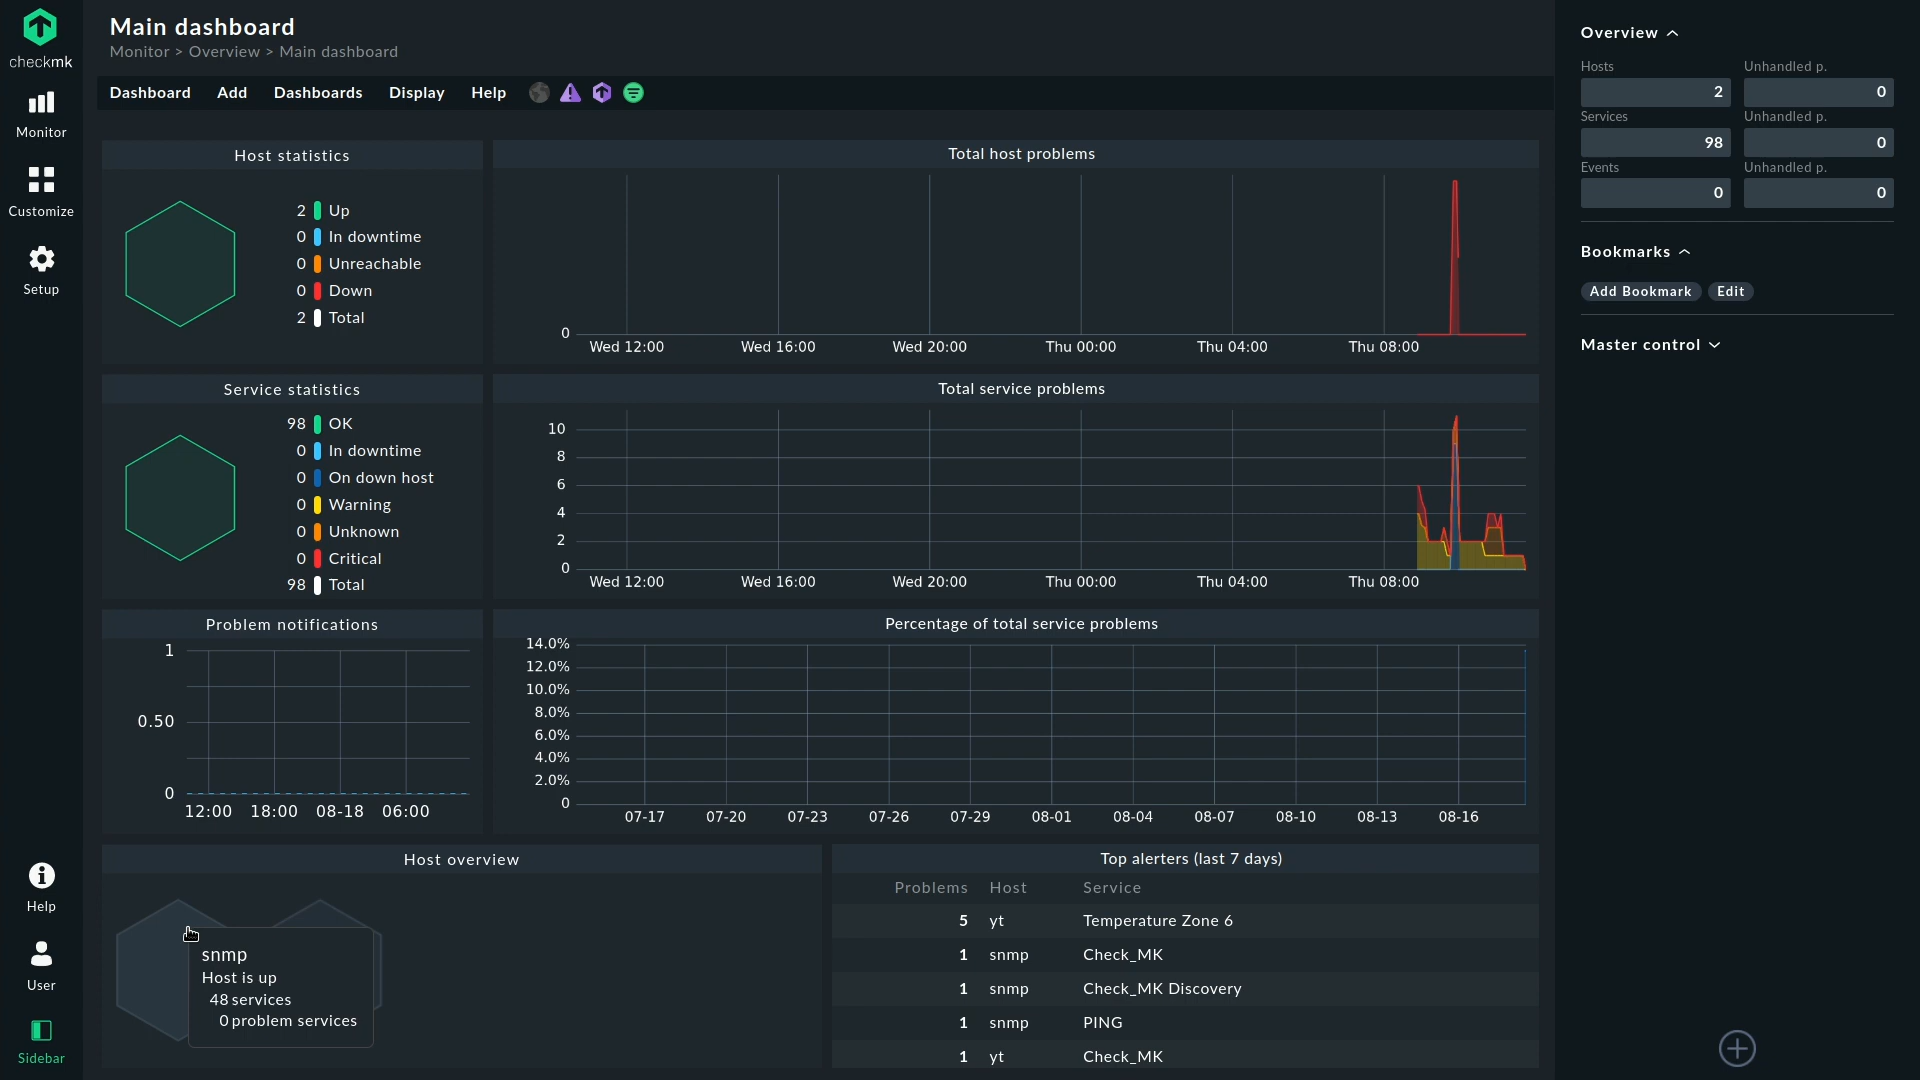 checkmk
Monitor
Customize
Setup
Help
User
Sidebar
Main dashboard
Monitor > Overview > Main dashboard
Dashboard Add Dashboards Display Help
Host statistics
2 Up
0 In downtime
0 Unreachable
0 Down
2 Total
Total host problems
0
Wed 12:00 Wed 16:00 Wed 20:00 Thu 00:00 Thu 04:00 Thu 08:00
Service statistics
98 OK
0 In downtime
0 On down host
0 Warning
0 Unknown
0 Critical
98 Total
Total service problems
10
8
6
4
2
0
Wed 12:00 Wed 16:00 Wed 20:00 Thu 00:00 Thu 04:00 Thu 08:00
Problem notifications
1
0.50
0
12:00 18:00 08-18 06:00
Percentage of total service problems
14.0%
12.0%
10.0%
8.0%
6.0%
4.0%
2.0%
0
07-17 07-20 07-23 07-26 07-29 08-01 08-04 08-07 08-10 08-13 08-16
Host overview
snmp
Host is up
48 services
0 problem services
Top alerters (last 7 days)
Problems Host Service
5 yt Temperature Zone 6
1 snmp Check_MK
1 snmp Check_MK Discovery
1 snmp PING
1 yt Check_MK
Overview
Hosts Unhandled p.
2 0
Services Unhandled p.
98 0
Events Unhandled p.
0 0
Bookmarks
Add Bookmark Edit
Master control